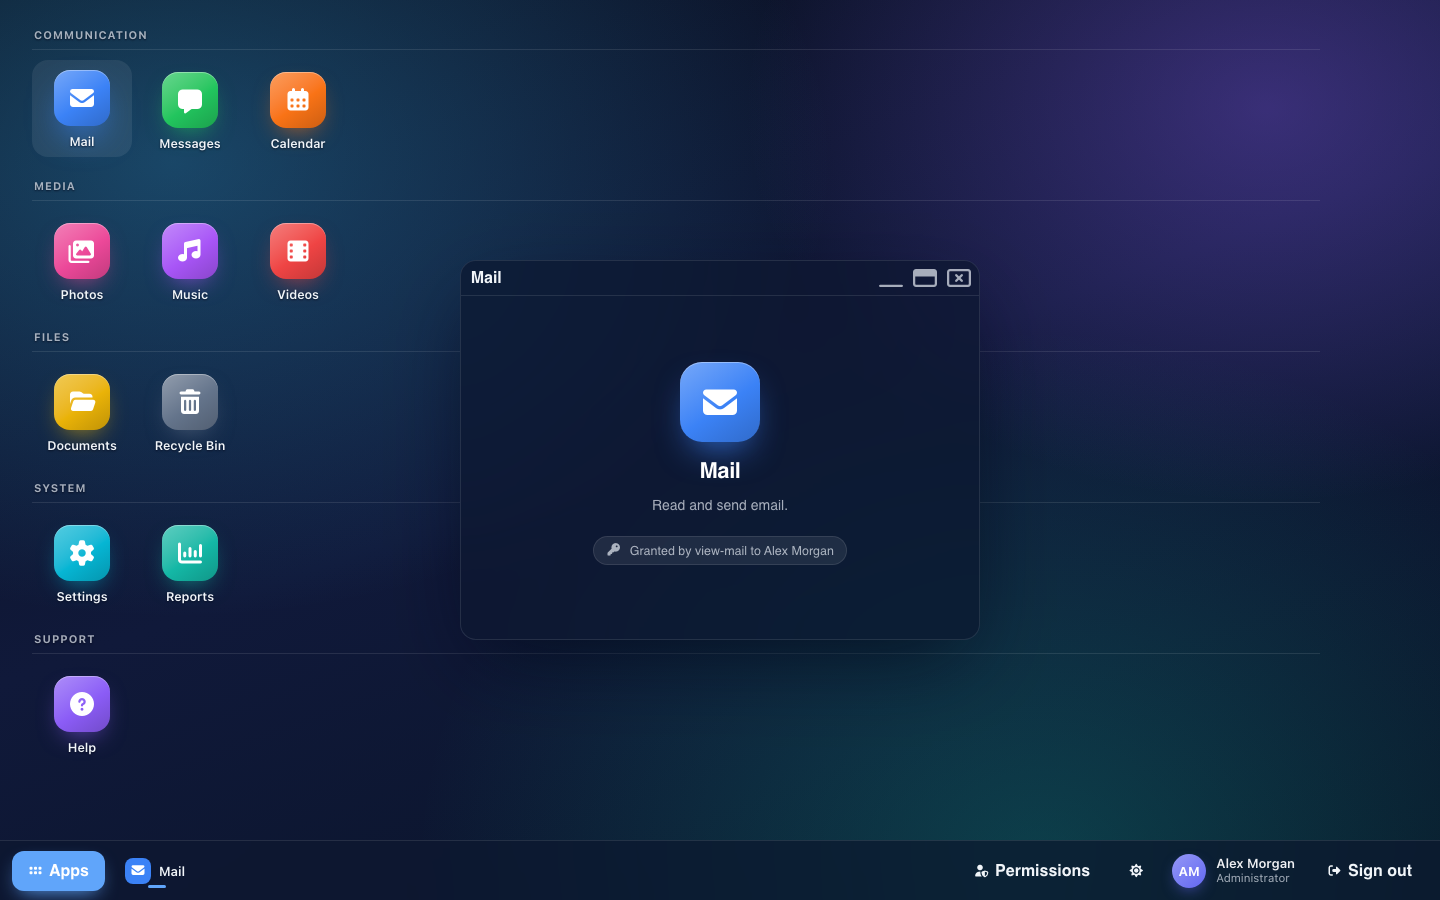 COMMUNICATION
Mail
Messages
Calendar
MEDIA
Photos
Music
Videos
FILES
Documents
Recycle Bin
SYSTEM
Settings
Reports
SUPPORT
Help
Mail
Mail
Read and send email.
Granted by view-mail to Alex Morgan
Apps
Mail
Permissions
AM
Alex Morgan
Administrator
Sign out